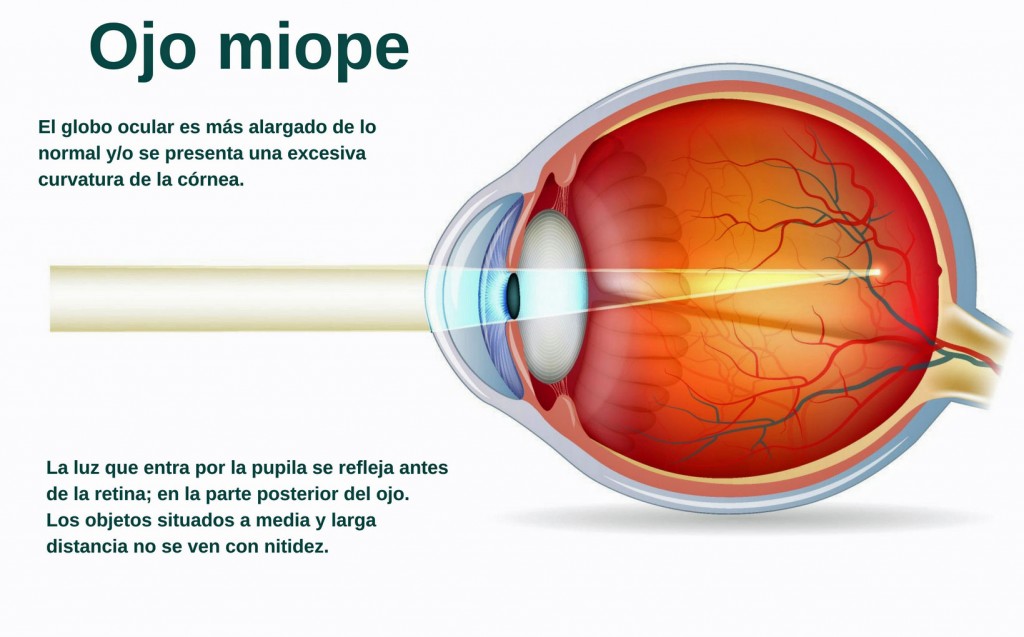 Ojo miope
El globo ocular es más alargado de lo
normal y/o se presenta una excesiva
curvatura de la córnea.
La luz que entra por la pupila se refleja antes
de la retina; en la parte posterior del ojo.
Los objetos situados a media y larga
distancia no se ven con nitidez.